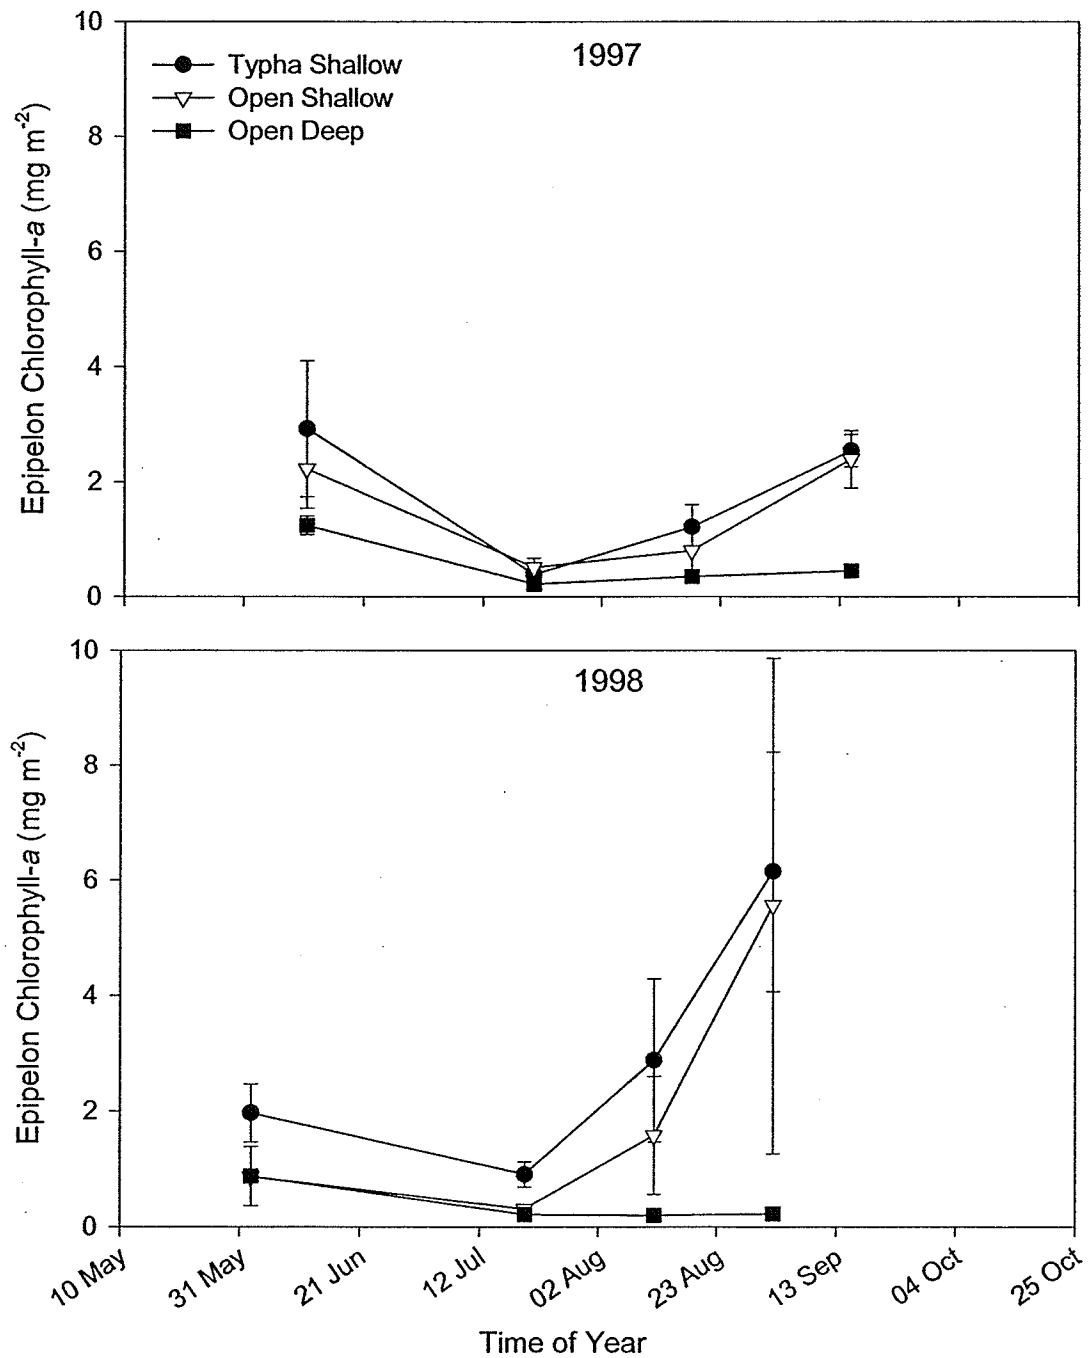 1997
Typha Shallow
Open Shallow
Open Deep
Epipelon Chlorophyll-a (mg m-2)
10
8
6
4
2
0
1998
Epipelon Chlorophyll-a (mg m-2)
10
8
6
4
2
0
10 May
31 May
21 Jun
12 Jul
02 Aug
23 Aug
13 Sep
04 Oct
25 Oct
Time of Year